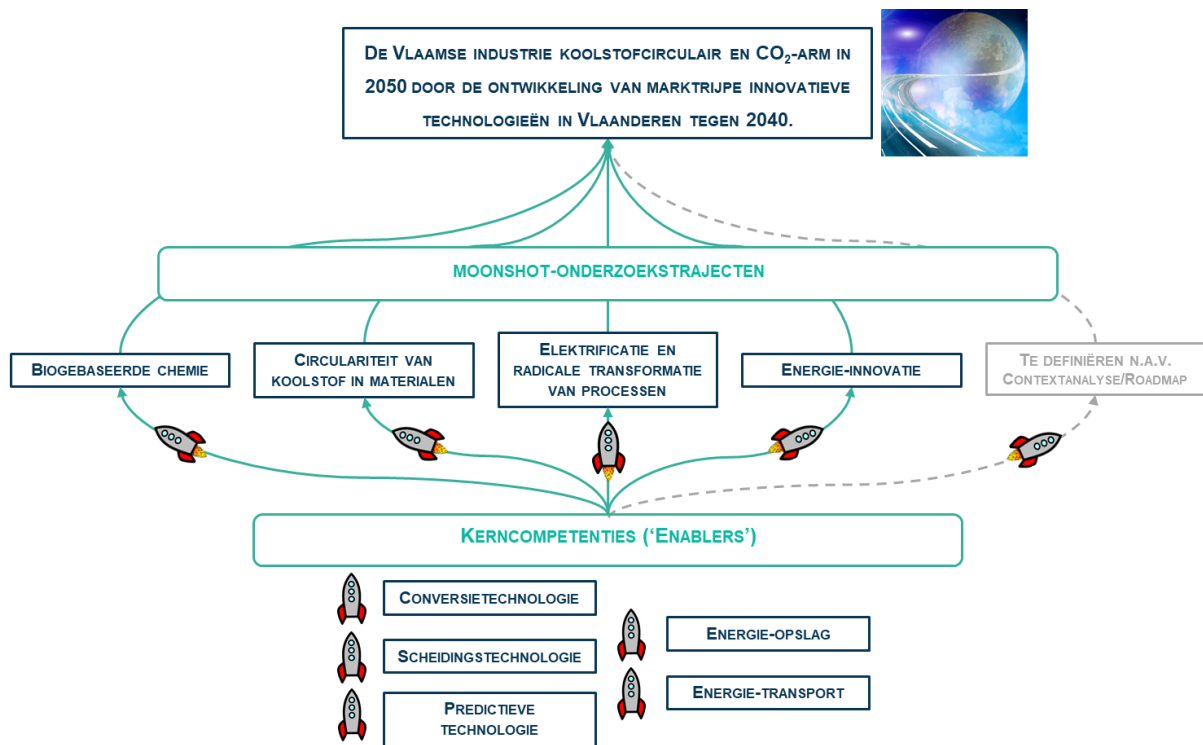 De Vlaamse industrie koolstofcirculair en CO₂-arm in
2050 door de ontwikkeling van marktrijpe innovatieve
technologieën in Vlaanderen tegen 2040.
moonshot-onderzoekstrajecten
Biogebaseerde chemie
Circulariteit van
koolstof in materialen
Elektrificatie en
radicale transformatie
van processen
Energie-innovatie
Te definiëren n.a.v.
Contextanalyse/Roadmap
Kerncompetenties (‘Enablers’)
Conversietechnologie
Scheidingstechnologie
Predictieve
technologie
Energie-opslag
Energie-transport